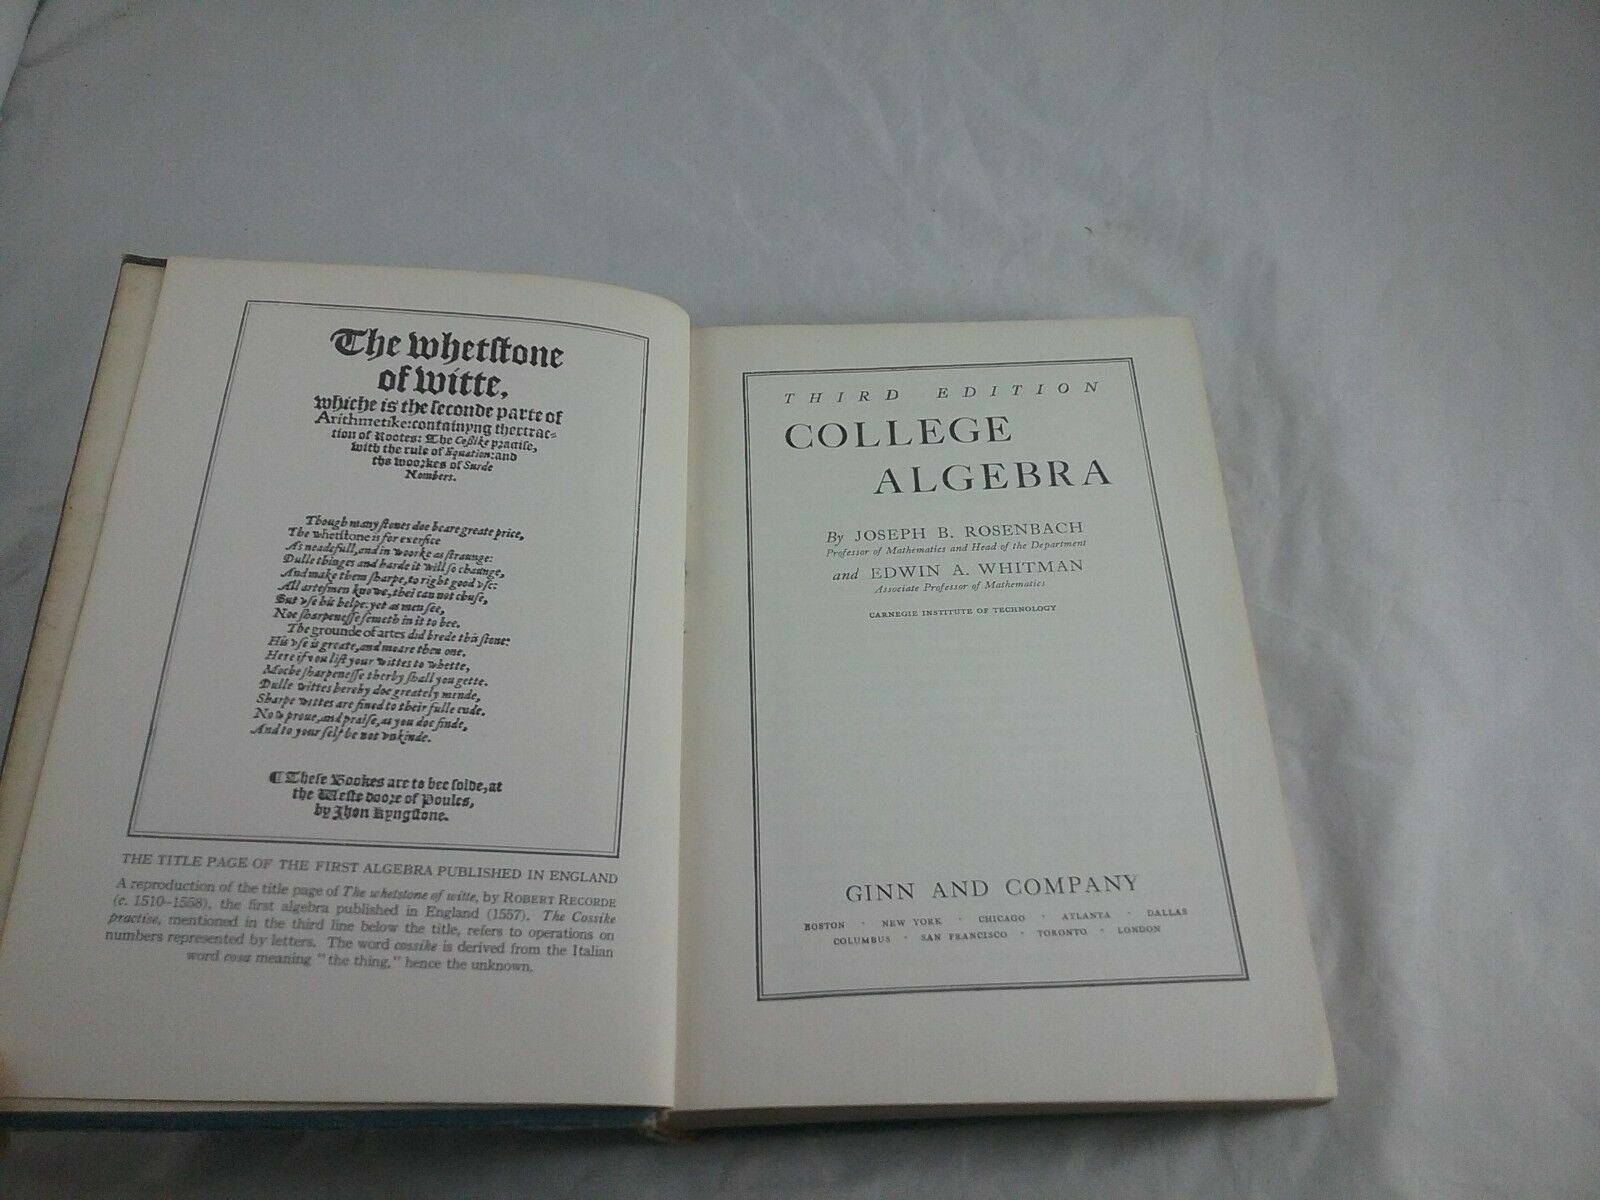 The whetſtone
of witte,
whiche is the ſeconde parte of
Arithmetike: containyng thertrac-
tion of Rootes: The Coſsike practiſe,
with the rule of Equation: and
the woorkes of Surde
Nombers.
Though many ſtones doe beare greate price,
The whetſtone is for exerſice
As neadefull, and in woorke as ſtraunge:
Dulle thinges and harde it will ſo chaunge,
And make them ſharpe, to right good vſe:
All arteſmen knowe, thei can not chuſe,
But vſe his helpe: yet as men ſee,
Noe ſharpeneſſe ſemeth in it to bee.
The grounde of artes did brede this ſtone:
His vſe is greate, and moare then one.
Here if you liſt your wittes to whette,
Moche ſharpeneſſe therby ſhall you gette.
Dulle wittes hereby doe greately mende,
Sharpe wittes are fined to their fulle ende.
Now proue, and praiſe, as you doe finde,
And to your ſelf be not vnkinde.
¶ Theſe Bookes are to bee ſolde, at
the Weſte doore of Poules,
by Jhon Kyngſtone.
THE TITLE PAGE OF THE FIRST ALGEBRA PUBLISHED IN ENGLAND
A reproduction of the title page of The whetstone of witte, by ROBERT RECORDE
(c. 1510–1558), the first algebra published in England (1557). The Cossike
practise, mentioned in the third line below the title, refers to operations on
numbers represented by letters. The word cossike is derived from the Italian
word cosa meaning "the thing," hence the unknown.
THIRD EDITION
COLLEGE
ALGEBRA
By JOSEPH B. ROSENBACH
Professor of Mathematics and Head of the Department
and EDWIN A. WHITMAN
Associate Professor of Mathematics
CARNEGIE INSTITUTE OF TECHNOLOGY
GINN AND COMPANY
BOSTON · NEW YORK · CHICAGO · ATLANTA · DALLAS
COLUMBUS · SAN FRANCISCO · TORONTO · LONDON